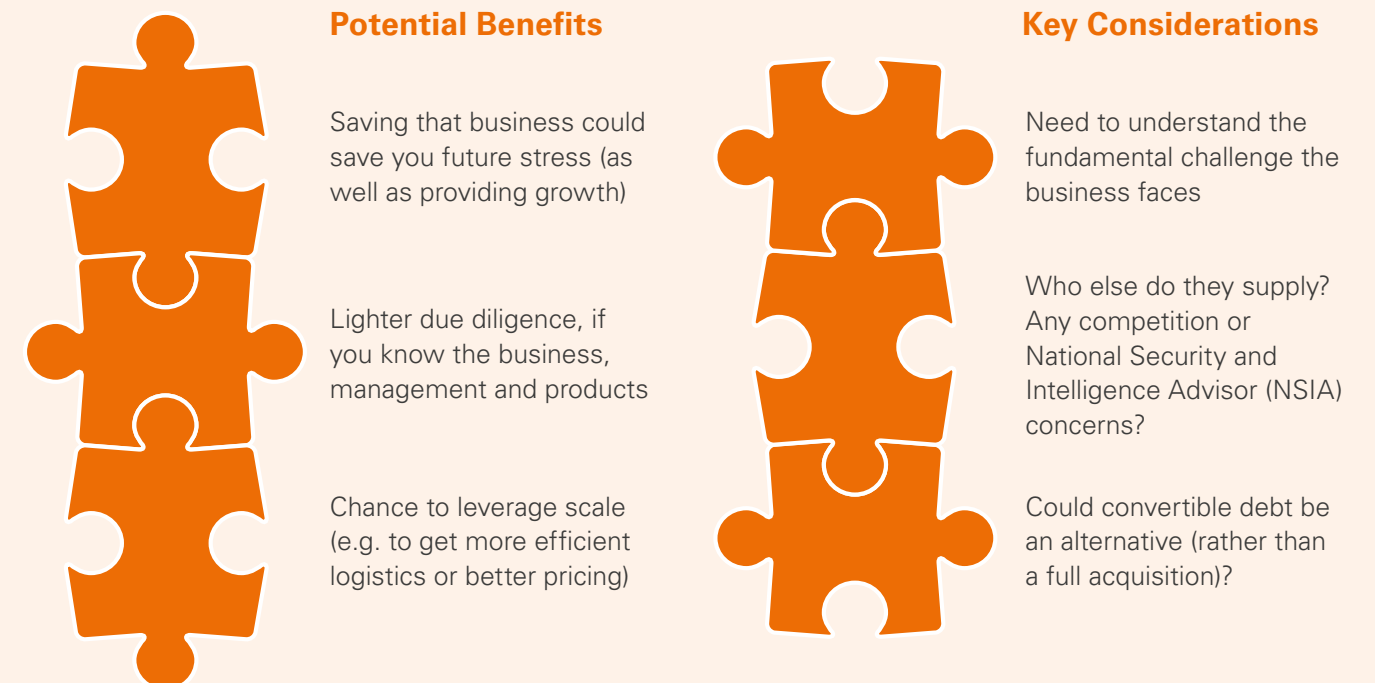 Potential Benefits
Saving that business could
save you future stress (as
well as providing growth)
Lighter due diligence, if
you know the business,
management and products
Chance to leverage scale
(e.g. to get more efficient
logistics or better pricing)
Key Considerations
Need to understand the
fundamental challenge the
business faces
Who else do they supply?
Any competition or
National Security and
Intelligence Advisor (NSIA)
concerns?
Could convertible debt be
an alternative (rather than
a full acquisition)?